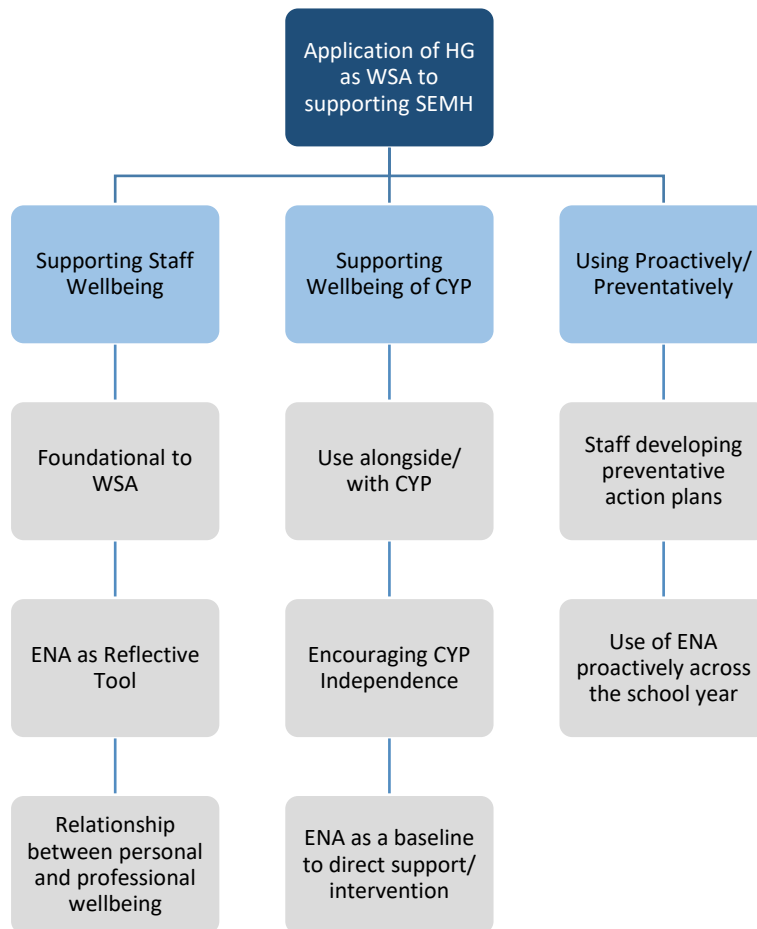 Application of HG
as WSA to
supporting SEMH
Supporting Staff
Wellbeing
Supporting
Wellbeing of CYP
Using Proactively/
Preventatively
Foundational to
WSA
Use alongside/
with CYP
Staff developing
preventative
action plans
ENA as Reflective
Tool
Encouraging CYP
Independence
Use of ENA
proactively across
the school year
Relationship
between personal
and professional
wellbeing
ENA as a baseline
to direct support/
intervention